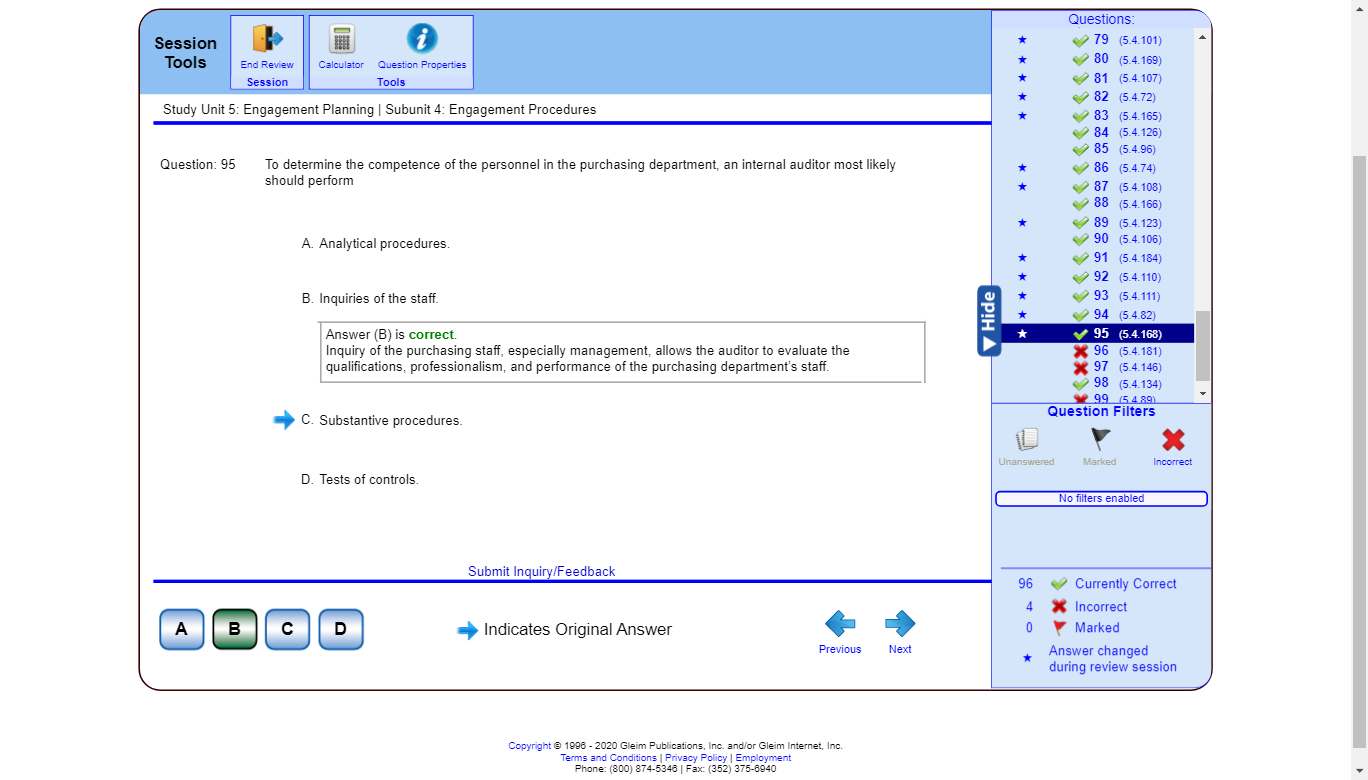 Session
Tools
End Review
Session
Calculator
Question Properties
Tools
Study Unit 5: Engagement Planning | Subunit 4: Engagement Procedures
Question: 95
To determine the competence of the personnel in the purchasing department, an internal auditor most likely
should perform
A. Analytical procedures.
B. Inquiries of the staff.
Answer (B) is correct.
Inquiry of the purchasing staff, especially management, allows the auditor to evaluate the
qualifications, professionalism, and performance of the purchasing department's staff.
C. Substantive procedures.
D. Tests of controls.
Submit Inquiry/Feedback
A
B
C
D
Indicates Original Answer
Previous
Next
Hide
Questions:
79 (5.4.101)
80 (5.4.169)
81 (5.4.107)
82 (5.4.72)
83 (5.4.165)
84 (5.4.126)
85 (5.4.96)
86 (5.4.74)
87 (5.4.108)
88 (5.4.166)
89 (5.4.123)
90 (5.4.106)
91 (5.4.184)
92 (5.4.110)
93 (5.4.111)
94 (5.4.82)
95 (5.4.168)
96 (5.4.181)
97 (5.4.146)
98 (5.4.134)
99 (5.4.89)
Question Filters
Unanswered
Marked
Incorrect
No filters enabled
96 Currently Correct
4 Incorrect
0 Marked
Answer changed
during review session
Copyright © 1996 - 2020 Gleim Publications, Inc. and/or Gleim Internet, Inc.
Terms and Conditions | Privacy Policy | Employment
Phone: (800) 874-5346 | Fax: (352) 375-6940